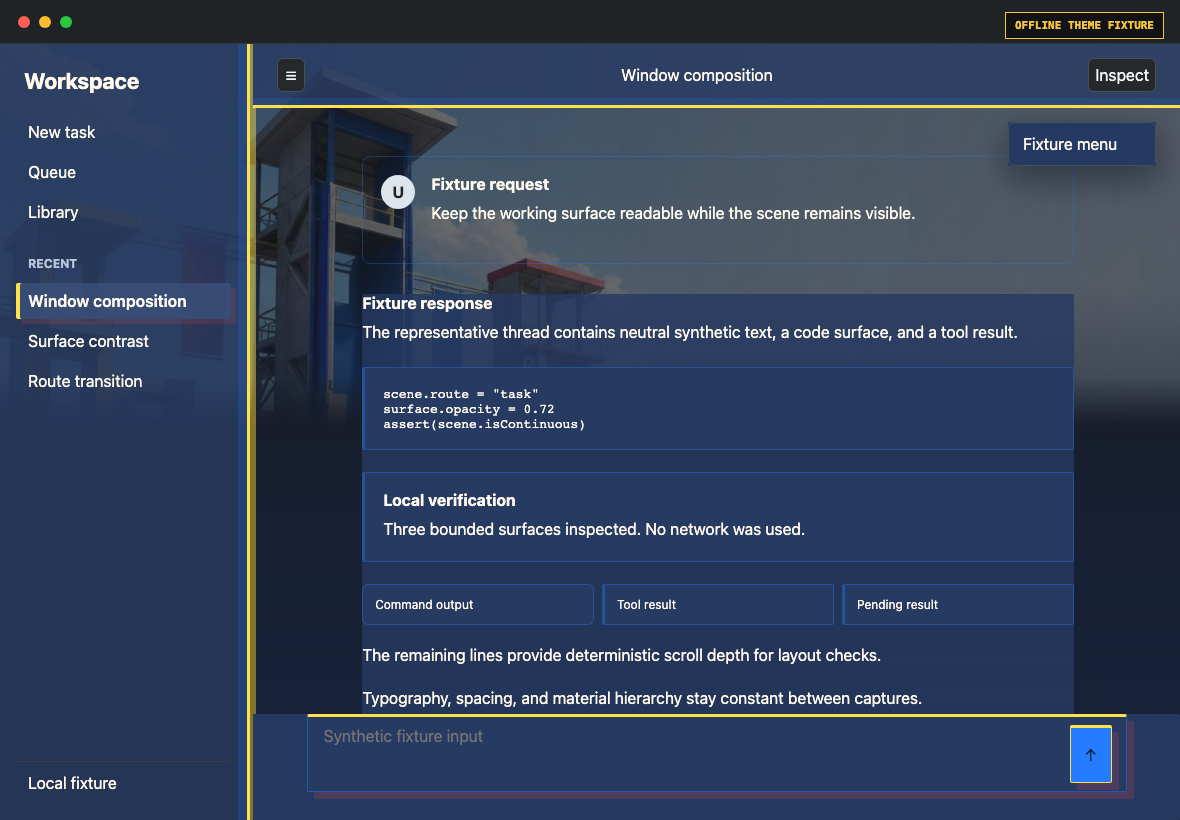 OFFLINE THEME FIXTURE
Workspace
New task
Queue
Library
RECENT
Window composition
Surface contrast
Route transition
Local fixture
Window composition
Inspect
Fixture menu
U
Fixture request
Keep the working surface readable while the scene remains visible.
Fixture response
The representative thread contains neutral synthetic text, a code surface, and a tool result.
scene.route = "task"
surface.opacity = 0.72
assert(scene.isContinuous)
Local verification
Three bounded surfaces inspected. No network was used.
Command output
Tool result
Pending result
The remaining lines provide deterministic scroll depth for layout checks.
Typography, spacing, and material hierarchy stay constant between captures.
Synthetic fixture input